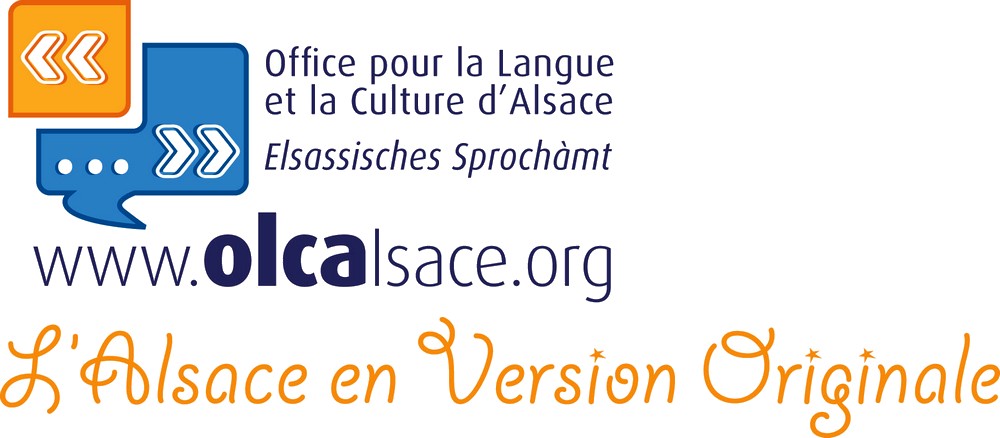 «
... »
Office pour la Langue
et la Culture d'Alsace
Elsassisches Sprochàmt
www.olcalsace.org
L'Alsace en Version Originale